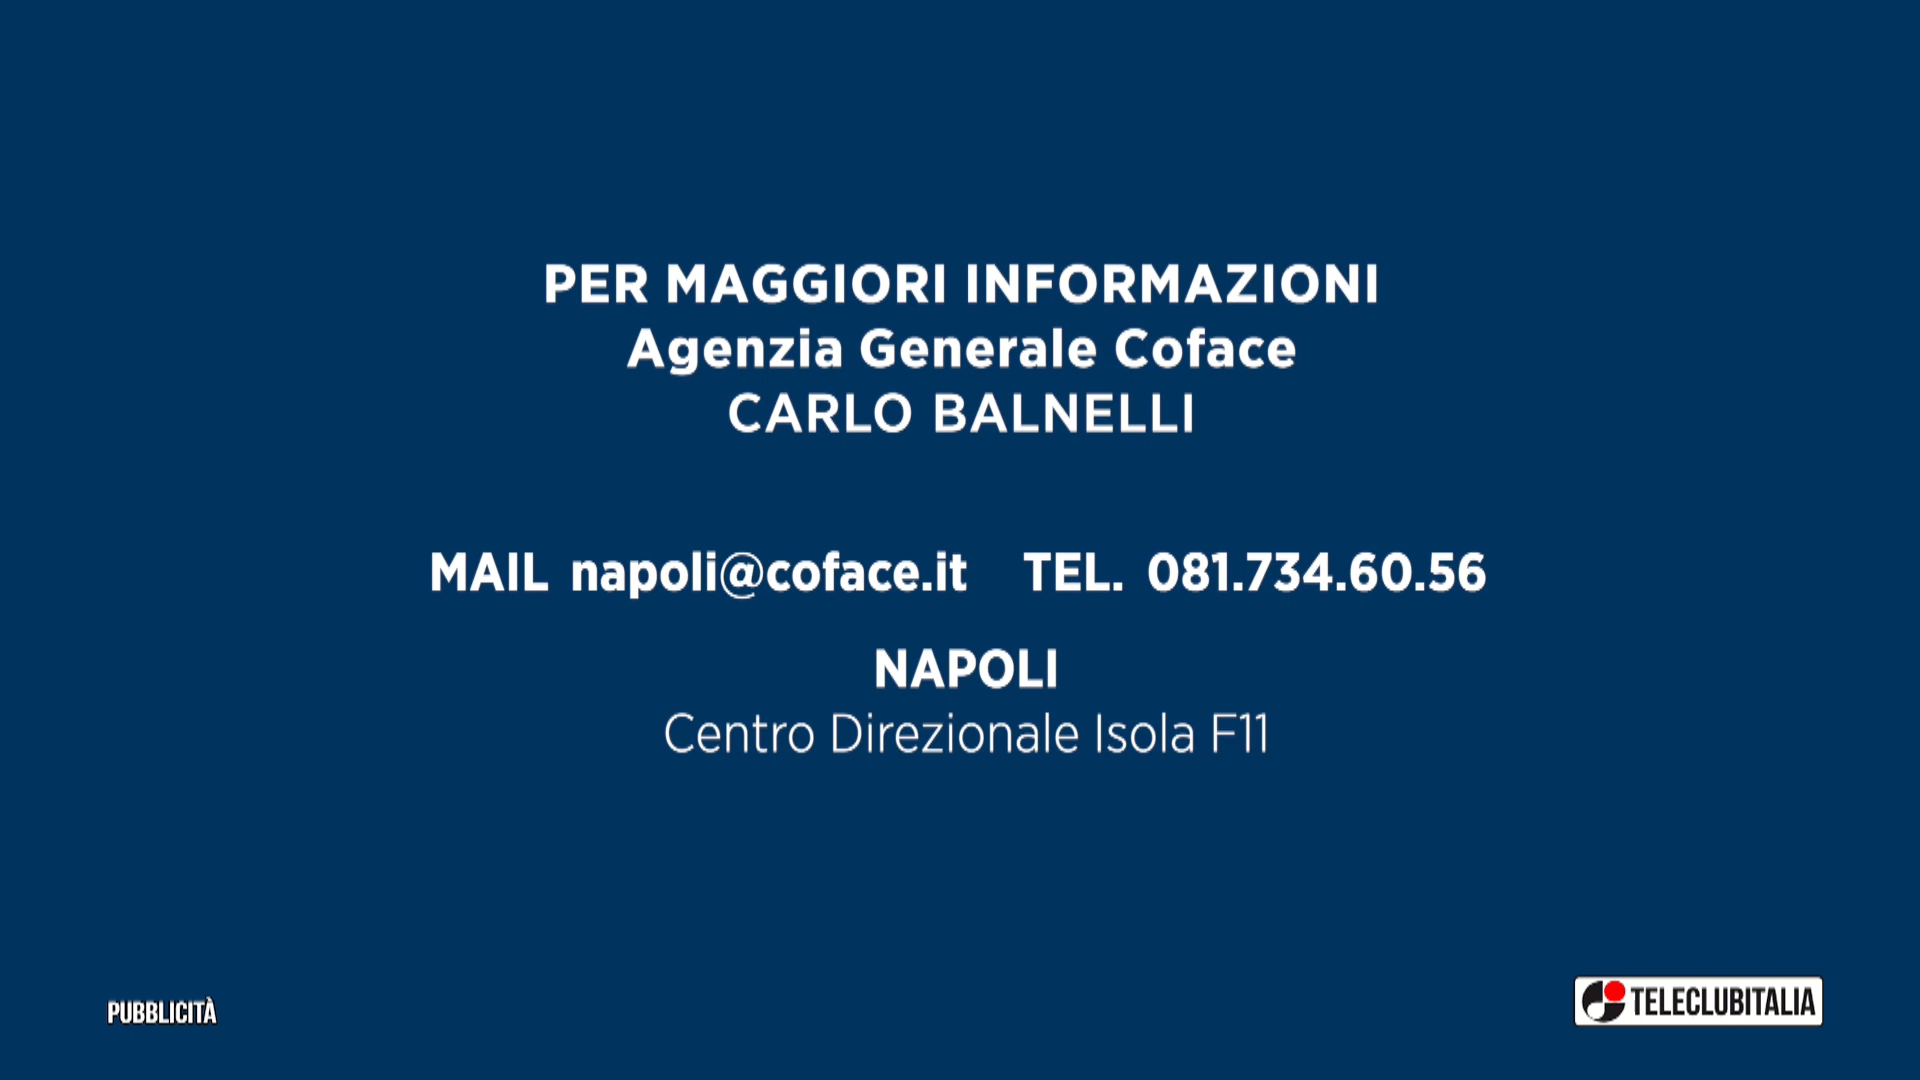 PER MAGGIORI INFORMAZIONI
Agenzia Generale Coface
CARLO BALNELLI
MAIL napoli@coface.it TEL. 081.734.60.56
NAPOLI
Centro Direzionale Isola F11
PUBBLICITÀ
TELECLUBITALIA